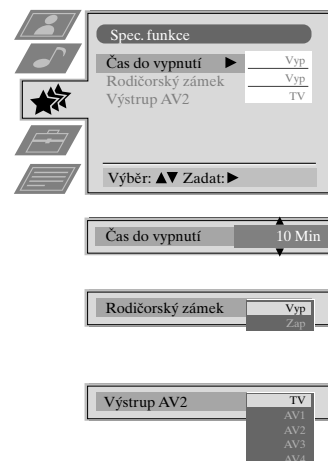 Spec. funkce
Čas do vypnutí ▶ Vyp
Rodičorský zámek Vyp
Výstrup AV2 TV
Výběr: ▲▼ Zadat: ▶
Čas do vypnutí 10 Min
Rodičorský zámek Vyp
Zap
Výstrup AV2 TV
AV1
AV2
AV3
AV4